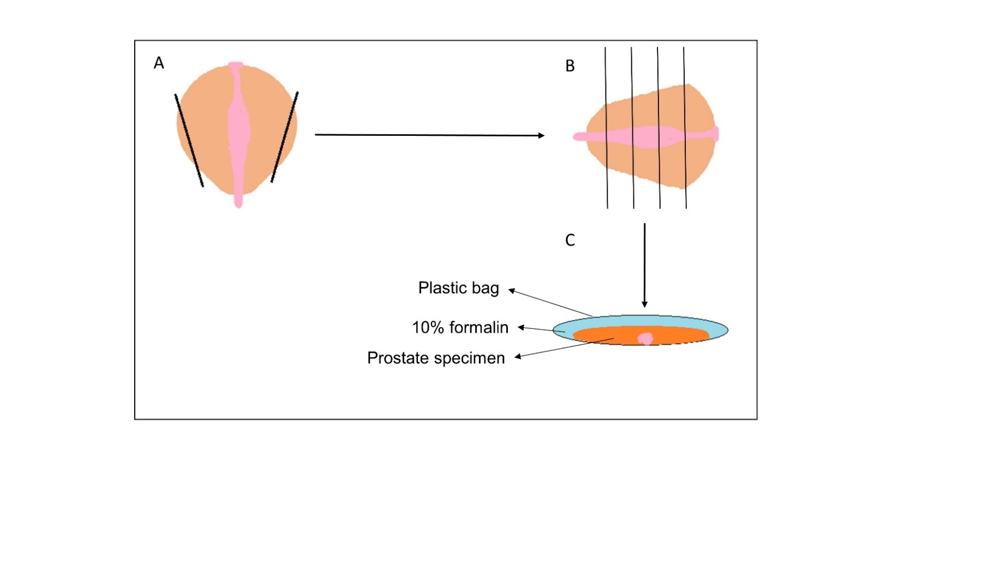 A
B
C
Plastic bag
10% formalin
Prostate specimen